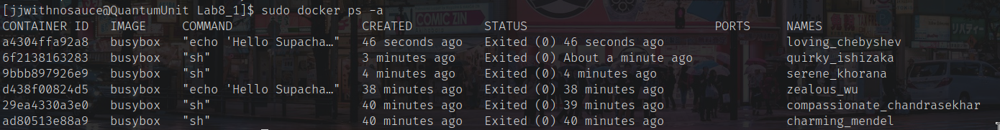 [jjwithnosauce@QuantumUnit Lab8_1]$ sudo docker ps -a
CONTAINER ID   IMAGE     COMMAND                  CREATED          STATUS                          PORTS     NAMES
a4304ffa92a8   busybox   "echo 'Hello Supacha…"   46 seconds ago   Exited (0) 46 seconds ago                 loving_chebyshev
6f2138163283   busybox   "sh"                     3 minutes ago    Exited (0) About a minute ago             quirky_ishizaka
9bbb897926e9   busybox   "sh"                     4 minutes ago    Exited (0) 4 minutes ago                  serene_khorana
d438f00824d5   busybox   "echo 'Hello Supacha…"   38 minutes ago   Exited (0) 38 minutes ago                 zealous_wu
29ea4330a3e0   busybox   "sh"                     40 minutes ago   Exited (0) 39 minutes ago                 compassionate_chandrasekhar
ad80513e88a9   busybox   "sh"                     40 minutes ago   Exited (0) 40 minutes ago                 charming_mendel
COMIC ZIN